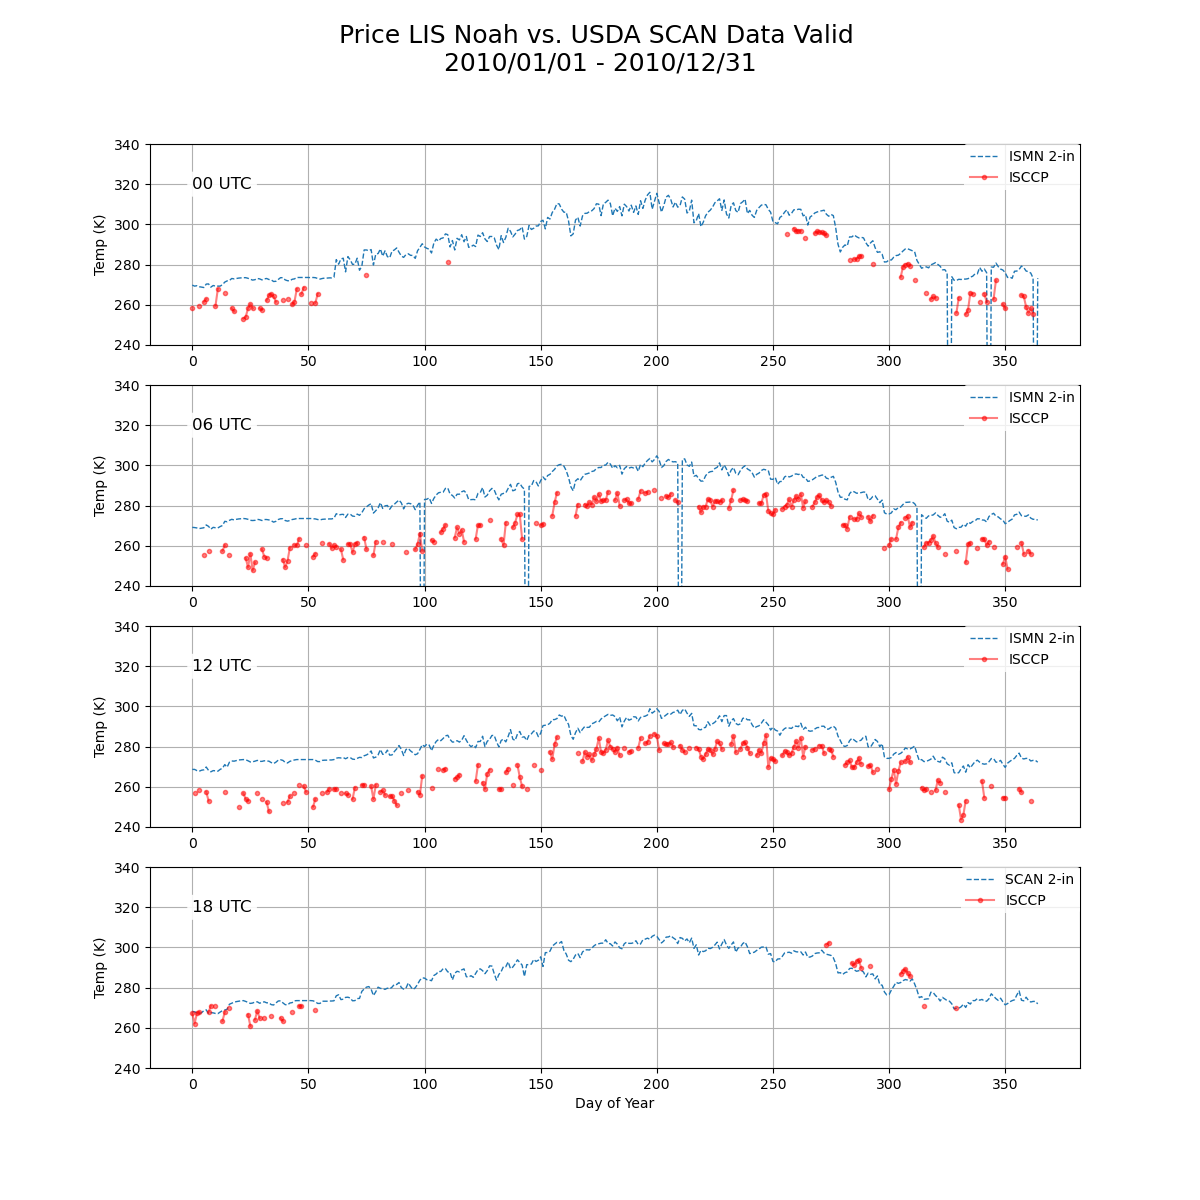 Price LIS Noah vs. USDA SCAN Data Valid
2010/01/01 - 2010/12/31
340
320
300
280
260
240
Temp (K)
00 UTC
ISMN 2-in
ISCCP
0 50 100 150 200 250 300 350
340
320
300
280
260
240
Temp (K)
06 UTC
ISMN 2-in
ISCCP
0 50 100 150 200 250 300 350
340
320
300
280
260
240
Temp (K)
12 UTC
ISMN 2-in
ISCCP
0 50 100 150 200 250 300 350
340
320
300
280
260
240
Temp (K)
18 UTC
SCAN 2-in
ISCCP
0 50 100 150 200 250 300 350
Day of Year